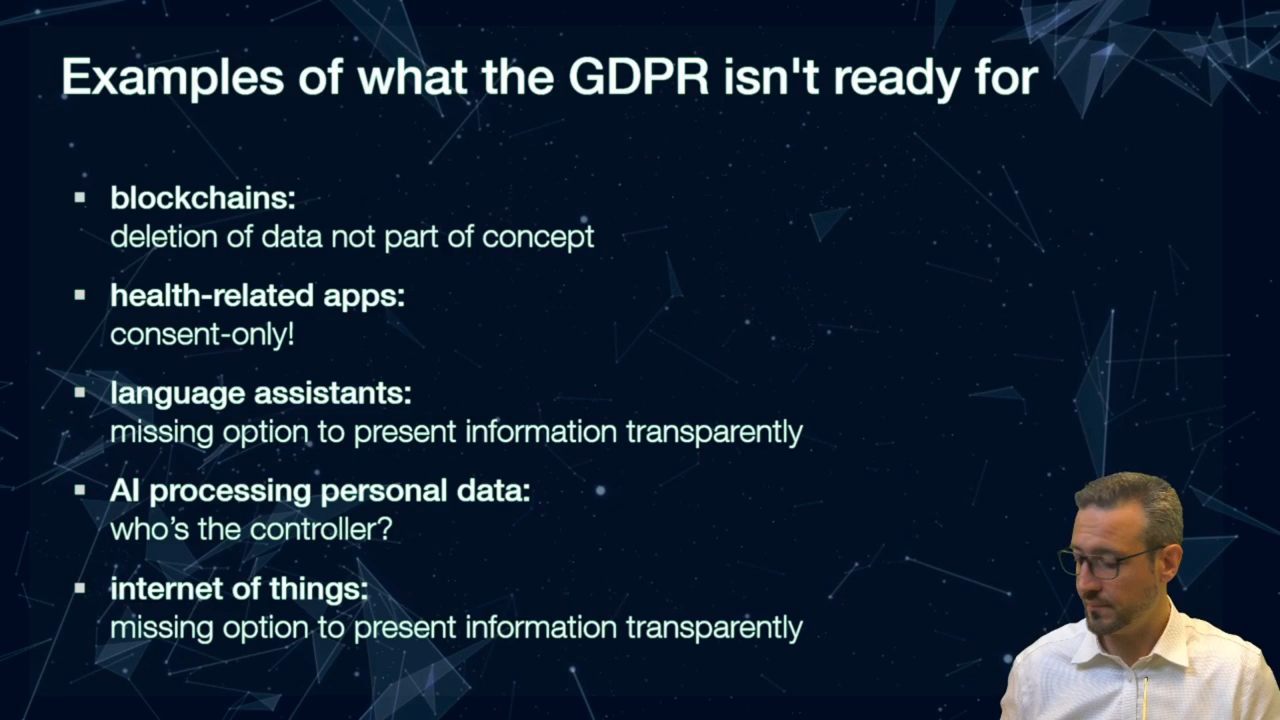 Examples of what the GDPR isn't ready for
▪ blockchains:
deletion of data not part of concept
▪ health-related apps:
consent-only!
▪ language assistants:
missing option to present information transparently
▪ AI processing personal data:
who’s the controller?
▪ internet of things:
missing option to present information transparently